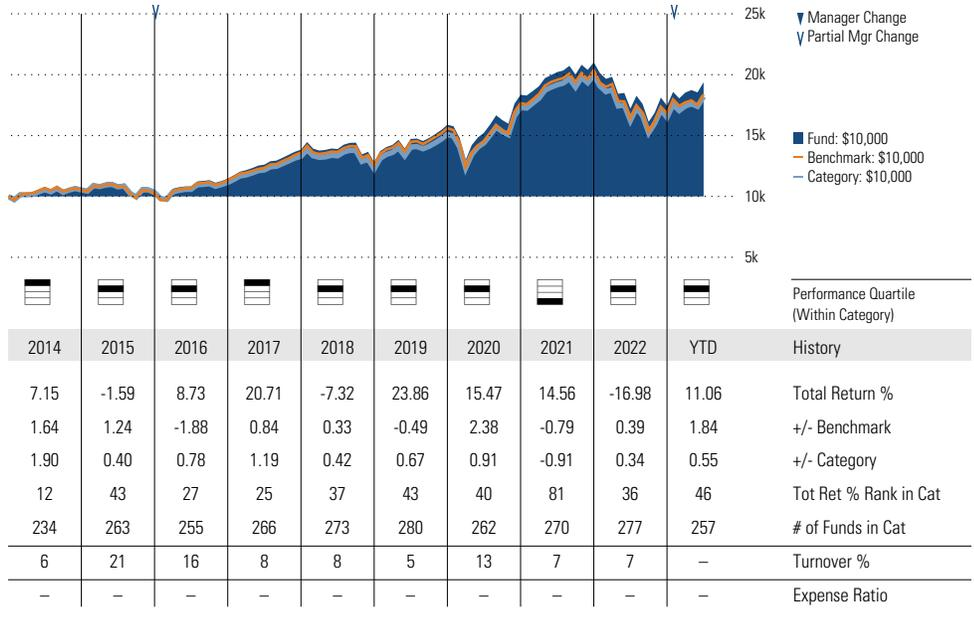 25k
Manager Change
Partial Mgr Change
20k
15k
Fund: $10,000
Benchmark: $10,000
Category: $10,000
10k
5k
Performance Quartile
(Within Category)
2014 2015 2016 2017 2018 2019 2020 2021 2022 YTD History
7.15 -1.59 8.73 20.71 -7.32 23.86 15.47 14.56 -16.98 11.06 Total Return %
1.64 1.24 -1.88 0.84 0.33 -0.49 2.38 -0.79 0.39 1.84 +/- Benchmark
1.90 0.40 0.78 1.19 0.42 0.67 0.91 -0.91 0.34 0.55 +/- Category
12 43 27 25 37 43 40 81 36 46 Tot Ret % Rank in Cat
234 263 255 266 273 280 262 270 277 257 # of Funds in Cat
6 21 16 8 8 5 13 7 7 – Turnover %
– – – – – – – – – – Expense Ratio